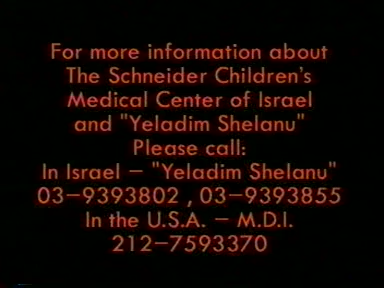 For more information about
The Schneider Children's
Medical Center of Israel
and "Yeladim Shelanu"
Please call:
In Israel – "Yeladim Shelanu"
03–9393802 , 03–9393855
In the U.S.A. – M.D.I.
212–7593370